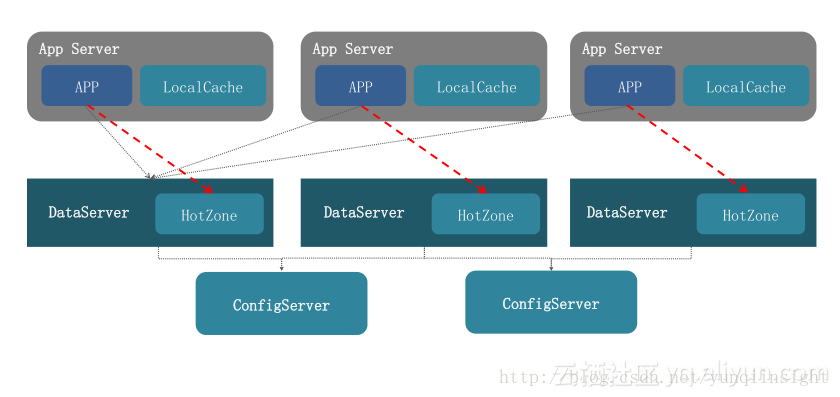 App Server
APP
LocalCache
App Server
APP
LocalCache
App Server
APP
LocalCache
DataServer
HotZone
DataServer
HotZone
DataServer
HotZone
ConfigServer
ConfigServer
云栖社区 yq.aliyun.com
http://blog.csdn.net/yunqiinsight